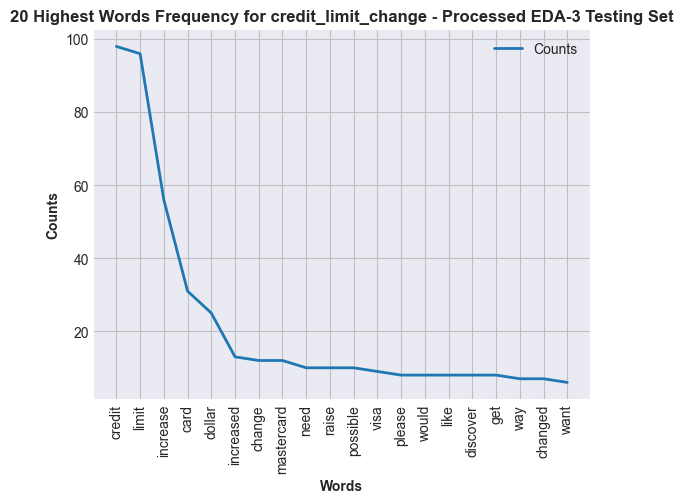 20 Highest Words Frequency for credit_limit_change - Processed EDA-3 Testing Set
Counts
100
80
60
40
20
Counts
credit
limit
increase
card
dollar
increased
change
mastercard
need
raise
possible
visa
please
would
like
discover
get
way
changed
want
Words